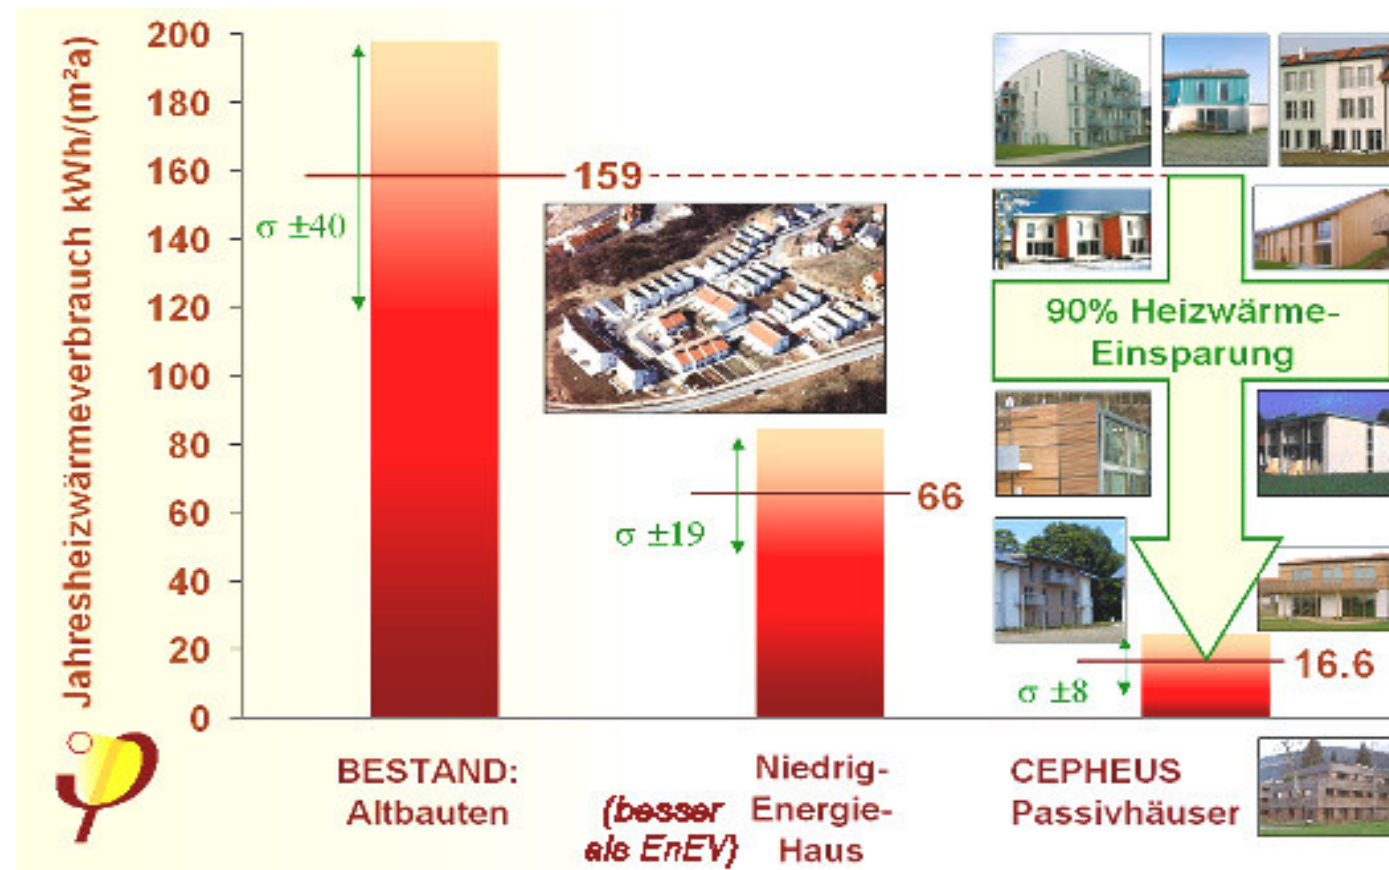 Jahresheizwärmeverbrauch kWh/(m²a)
200
180
160
140
120
100
80
60
40
20
0
159
σ ±40
66
σ ±19
90% Heizwärme-
Einsparung
16.6
σ ±8
BESTAND:
Altbauten
(besser
als EnEV)
Niedrig-
Energie-
Haus
CEPHEUS
Passivhäuser